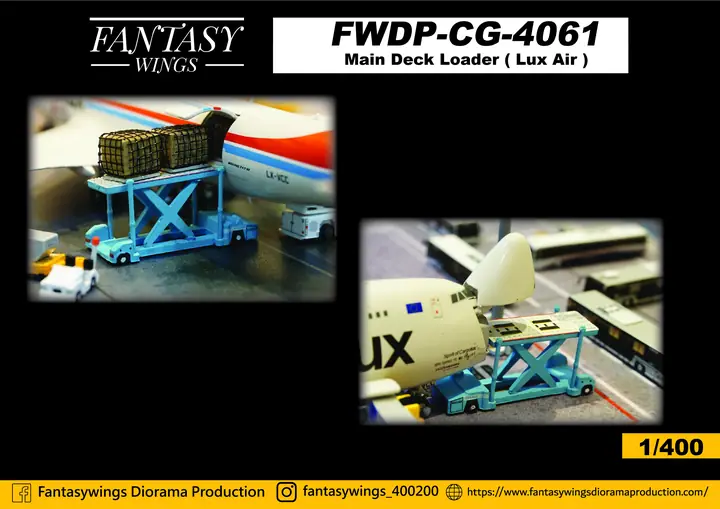 FANTASY
WINGS
FWDP-CG-4061
Main Deck Loader ( Lux Air )
LX-VCC
ux
1/400
Fantasywings Diorama Production
fantasywings_400200
https://www.fantasywingsdioramaproduction.com/